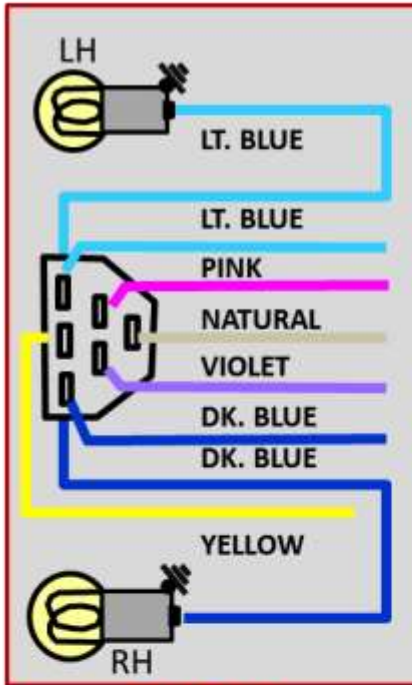 LH
LT. BLUE
LT. BLUE
PINK
NATURAL
VIOLET
DK. BLUE
DK. BLUE
YELLOW
RH